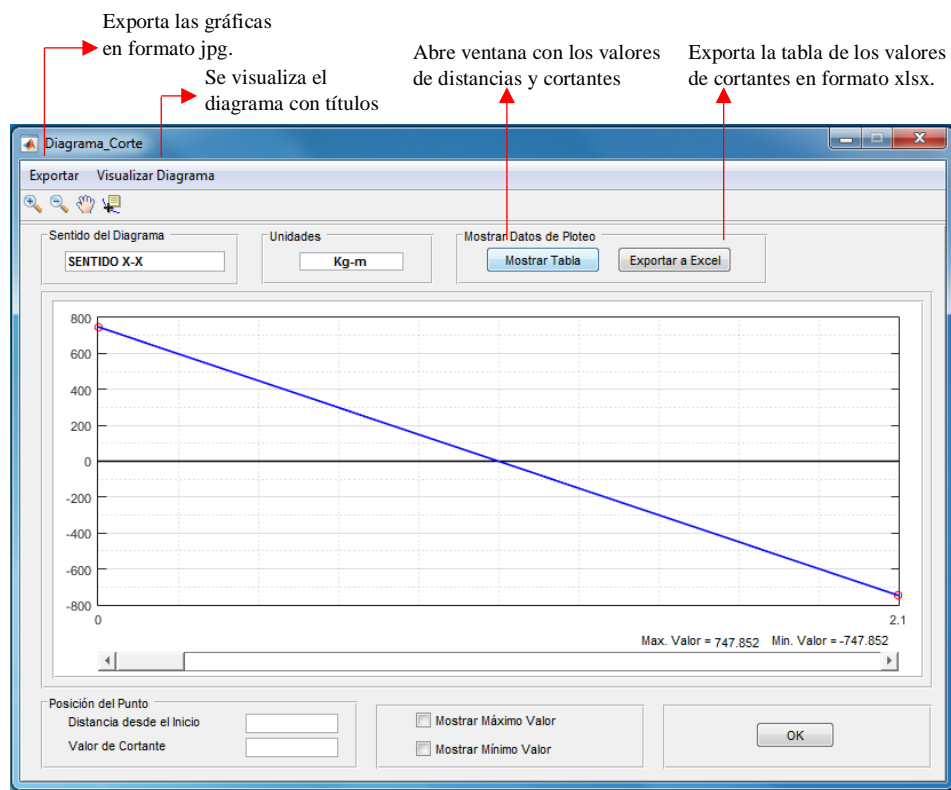 Exporta las gráficas
en formato jpg.
Se visualiza el
diagrama con títulos
Abre ventana con los valores
de distancias y cortantes
Exporta la tabla de los valores
de cortantes en formato xlsx.
Diagrama_Corte
Exportar Visualizar Diagrama
Sentido del Diagrama
SENTIDO X-X
Unidades
Kg-m
Mostrar Datos de Ploteo
Mostrar Tabla
Exportar a Excel
800
600
400
200
0
-200
-400
-600
-800
0
2.1
Max. Valor = 747.852 Min. Valor = -747.852
Posición del Punto
Distancia desde el Inicio
Valor de Cortante
Mostrar Máximo Valor
Mostrar Mínimo Valor
OK